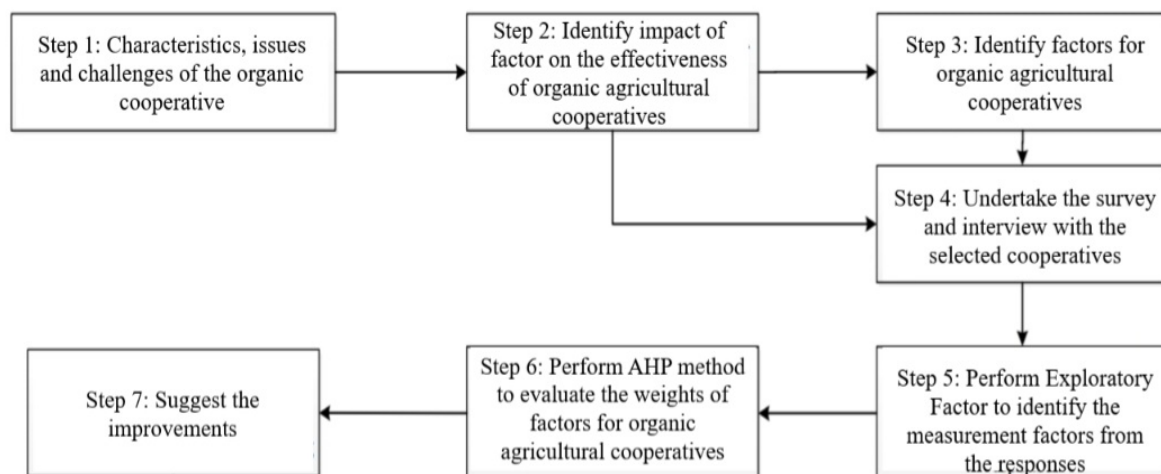 Step 1: Characteristics, issues
and challenges of the organic
cooperative
Step 2: Identify impact of
factor on the effectiveness
of organic agricultural
cooperatives
Step 3: Identify factors for
organic agricultural
cooperatives
Step 4: Undertake the survey
and interview with the
selected cooperatives
Step 5: Perform Exploratory
Factor to identify the
measurement factors from
the responses
Step 6: Perform AHP method
to evaluate the weights of
factors for organic
agricultural cooperatives
Step 7: Suggest the
improvements